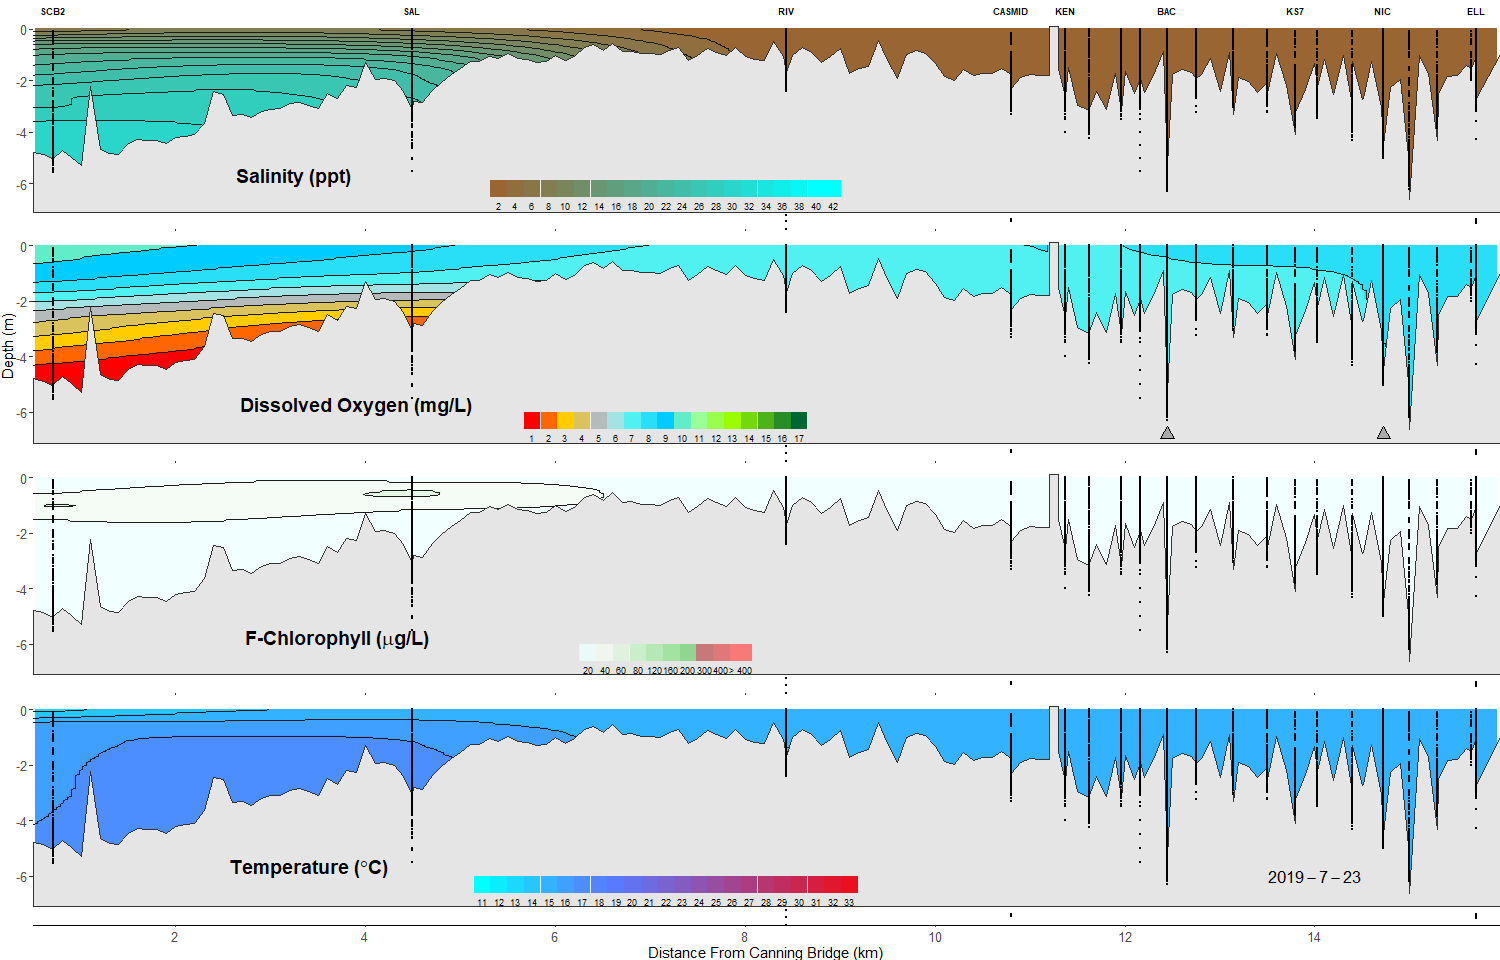 SCB2 SAL RIV CASMID KEN BAC KS7 NIC ELL
0
-2
-4
-6
Salinity (ppt)
2 4 6 8 10 12 14 16 18 20 22 24 26 28 30 32 34 36 38 40 42
0
-2
-4
-6
Depth (m)
Dissolved Oxygen (mg/L)
1 2 3 4 5 6 7 8 9 10 11 12 13 14 15 16 17
0
-2
-4
-6
F-Chlorophyll (μg/L)
20 40 60 80 120 160 200 300 400 > 400
0
-2
-4
-6
Temperature (°C)
2019 – 7 – 23
11 12 13 14 15 16 17 18 19 20 21 22 23 24 25 26 27 28 29 30 31 32 33
2 4 6 8 10 12 14
Distance From Canning Bridge (km)